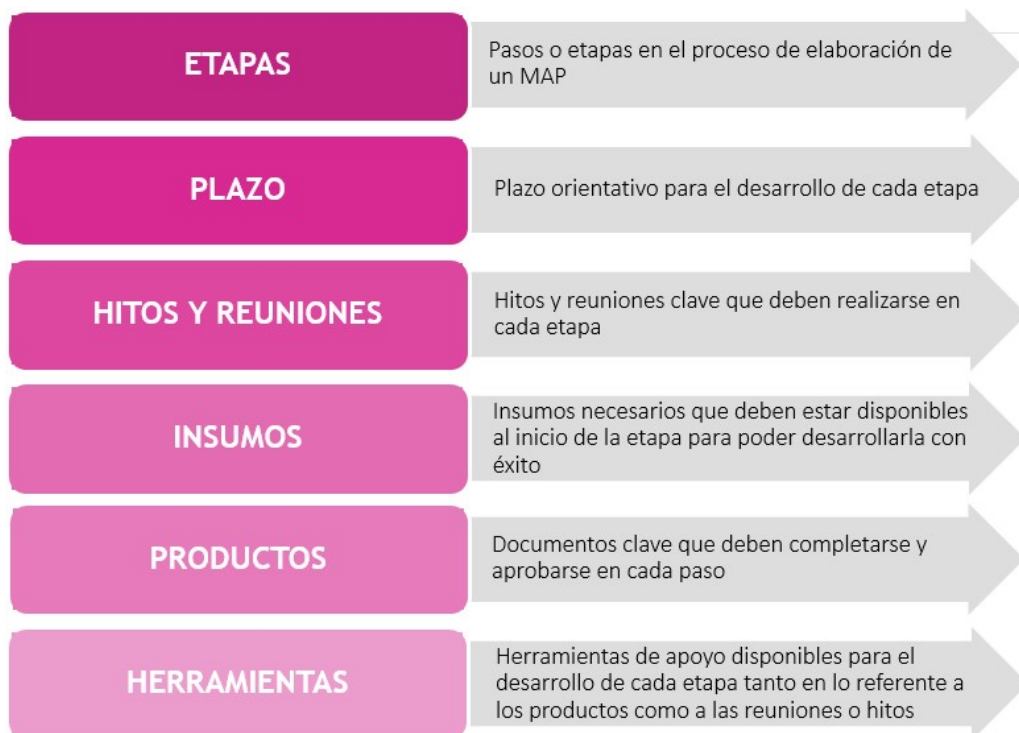 ETAPAS
Pasos o etapas en el proceso de elaboración de
un MAP
PLAZO
Plazo orientativo para el desarrollo de cada etapa
HITOS Y REUNIONES
Hitos y reuniones clave que deben realizarse en
cada etapa
INSUMOS
Insumos necesarios que deben estar disponibles
al inicio de la etapa para poder desarrollarla con
éxito
PRODUCTOS
Documentos clave que deben completarse y
aprobarse en cada paso
HERRAMIENTAS
Herramientas de apoyo disponibles para el
desarrollo de cada etapa tanto en lo referente a
los productos como a las reuniones o hitos